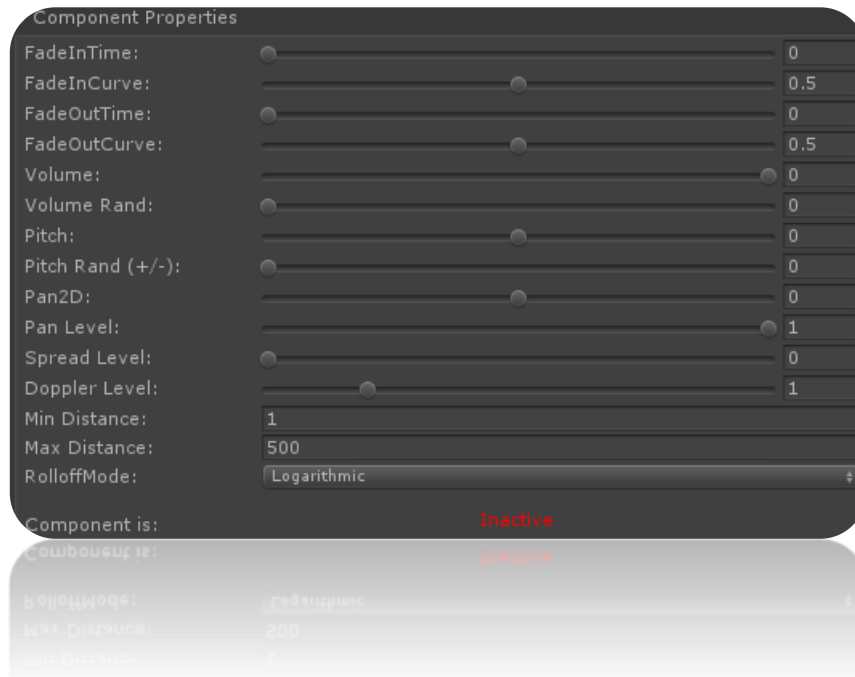 Component Properties
FadeInTime: 0
FadeInCurve: 0.5
FadeOutTime: 0
FadeOutCurve: 0.5
Volume: 0
Volume Rand: 0
Pitch: 0
Pitch Rand (+/-): 0
Pan2D: 0
Pan Level: 1
Spread Level: 0
Doppler Level: 1
Min Distance: 1
Max Distance: 500
RolloffMode: Logarithmic
Component is: Inactive